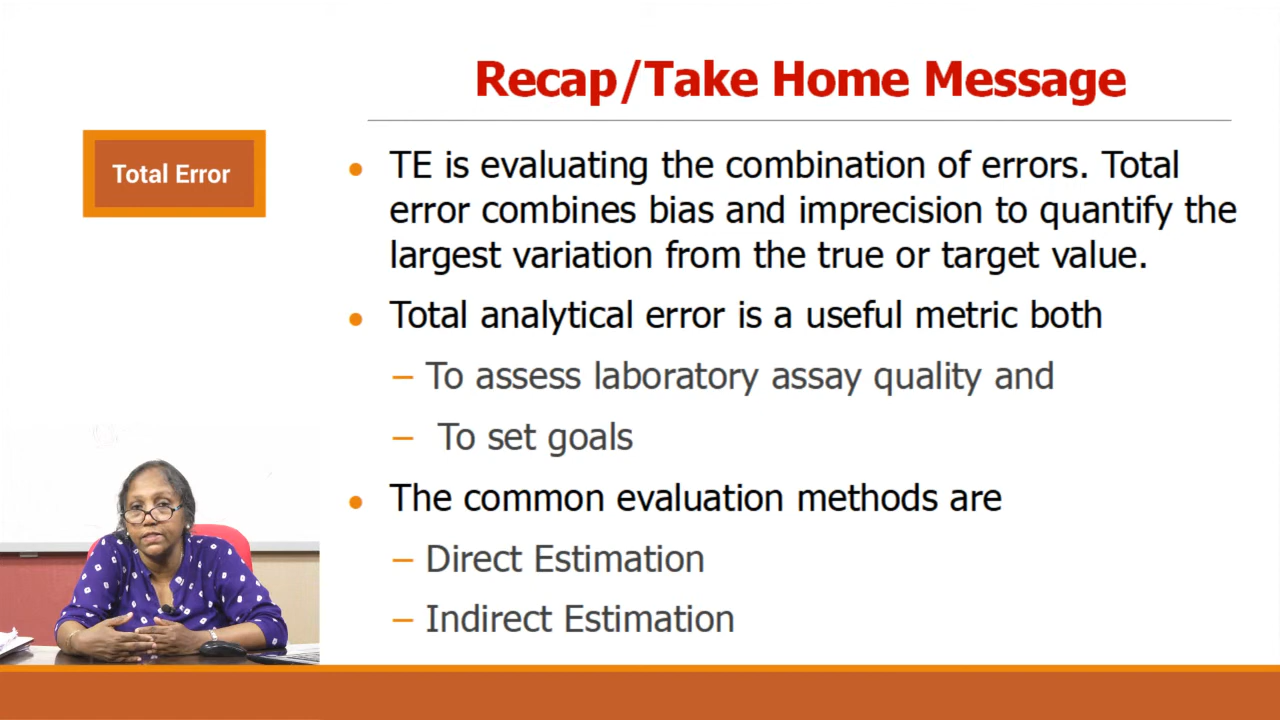 Recap/Take Home Message
Total Error
• TE is evaluating the combination of errors. Total
error combines bias and imprecision to quantify the
largest variation from the true or target value.
• Total analytical error is a useful metric both
– To assess laboratory assay quality and
– To set goals
• The common evaluation methods are
– Direct Estimation
– Indirect Estimation